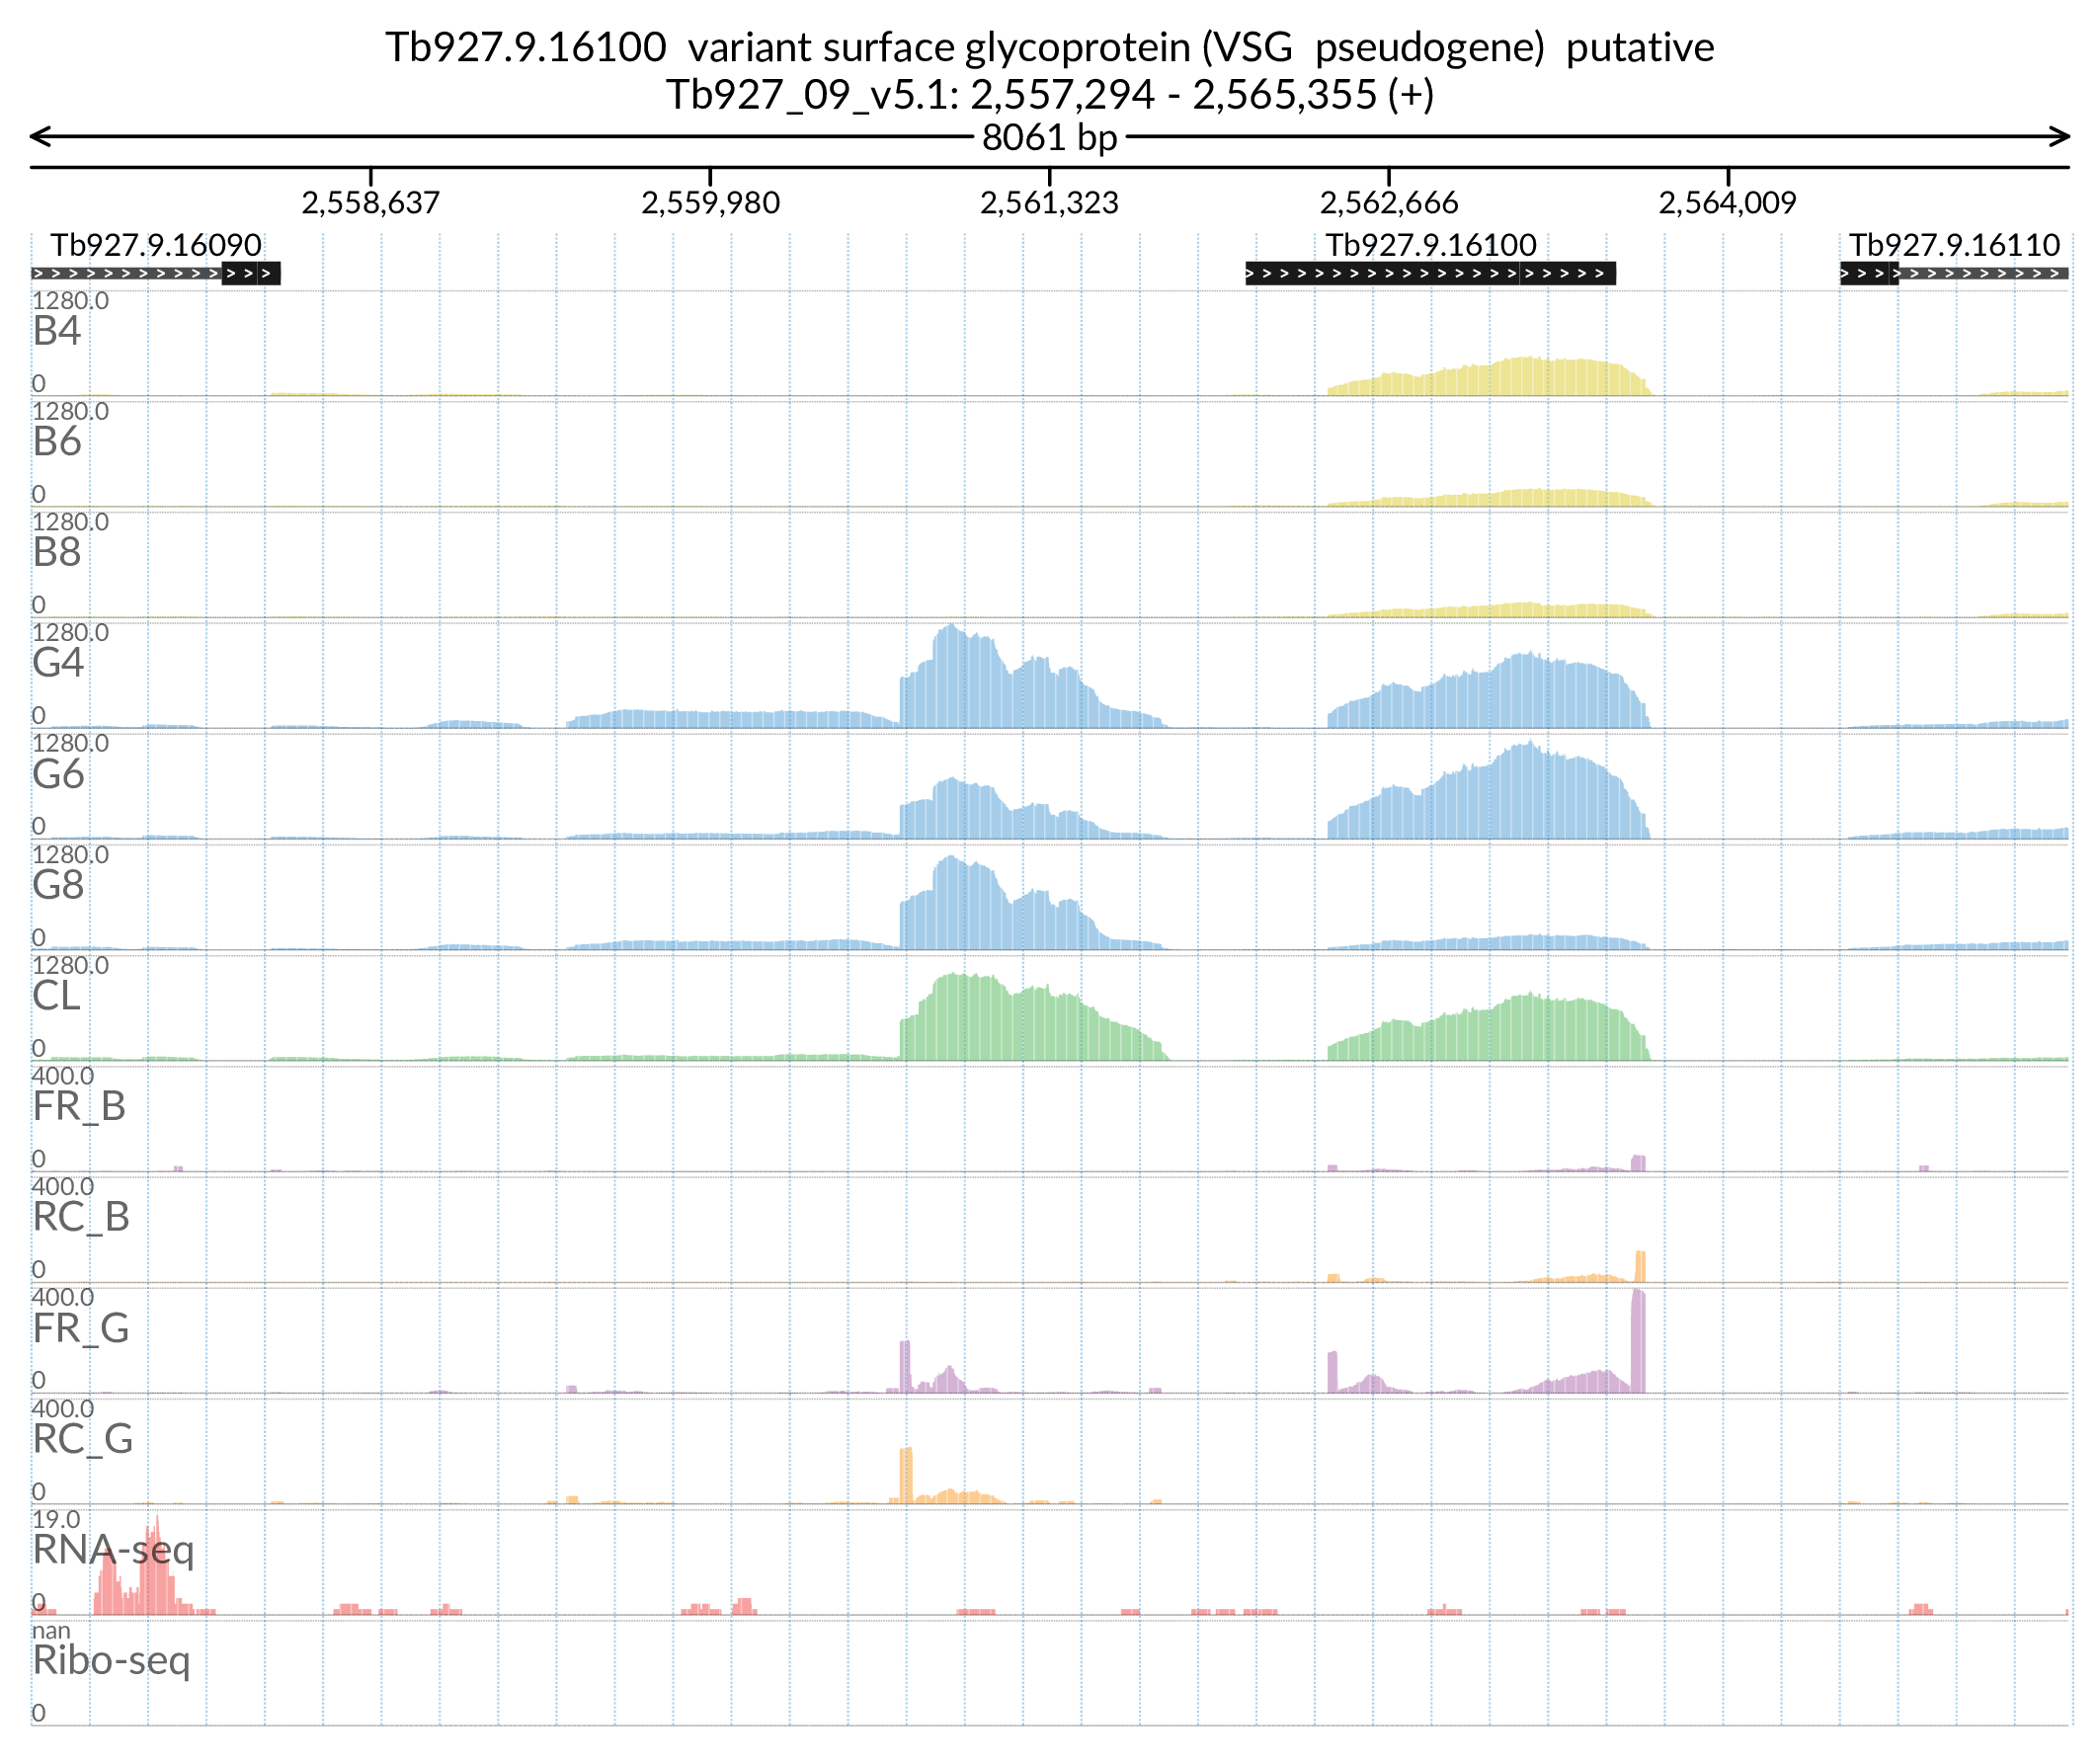 Tb927.9.16100  variant surface glycoprotein (VSG  pseudogene)  putative
Tb927_09_v5.1: 2,557,294 - 2,565,355 (+)
8061 bp
2,558,637 2,559,980 2,561,323 2,562,666 2,564,009
Tb927.9.16090 Tb927.9.16100 Tb927.9.16110
1280.0
B4
0
1280.0
B6
0
1280.0
B8
0
1280.0
G4
0
1280.0
G6
0
1280.0
G8
0
1280.0
CL
0
400.0
FR_B
0
400.0
RC_B
0
400.0
FR_G
0
400.0
RC_G
0
19.0
RNA-seq
0
nan
Ribo-seq
0